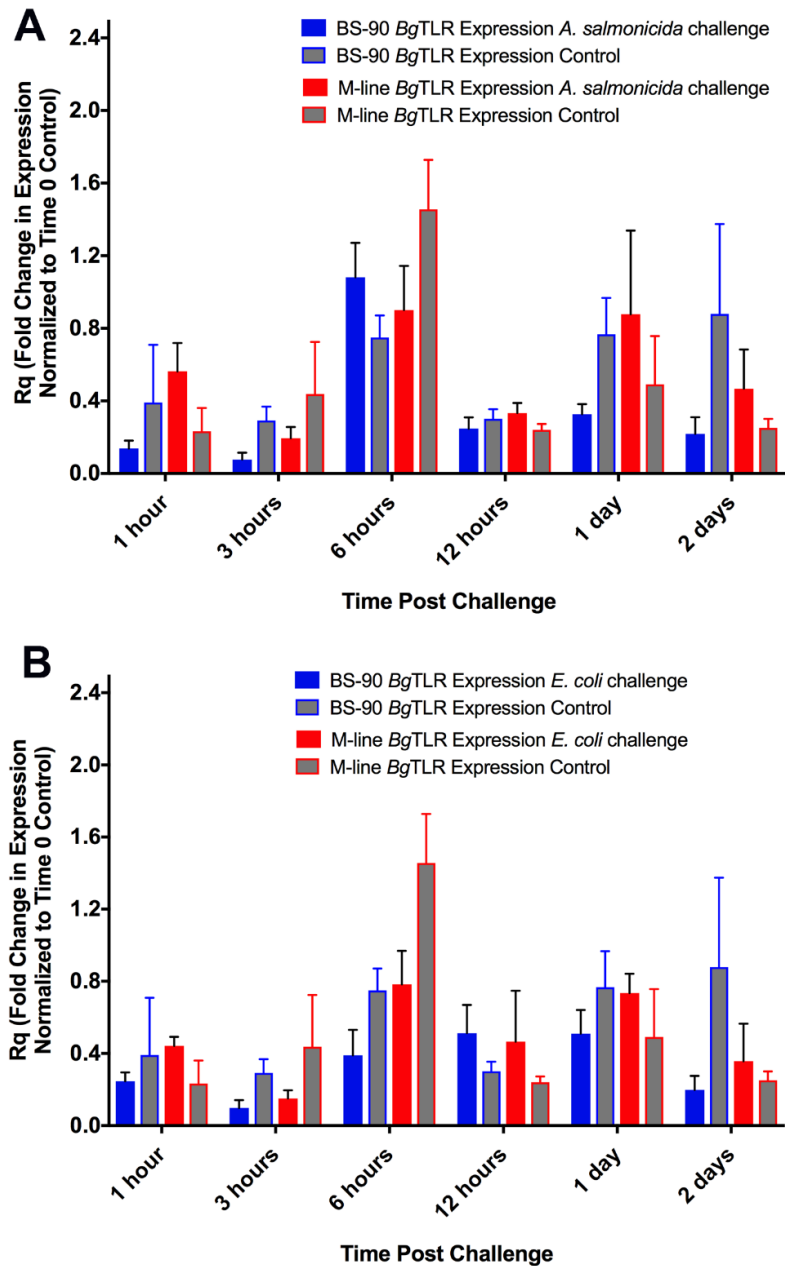 A
BS-90 BgTLR Expression A. salmonicida challenge
BS-90 BgTLR Expression Control
M-line BgTLR Expression A. salmonicida challenge
M-line BgTLR Expression Control
Rq (Fold Change in Expression
Normalized to Time 0 Control)
2.4
2.0
1.6
1.2
0.8
0.4
0.0
1 hour
3 hours
6 hours
12 hours
1 day
2 days
Time Post Challenge
B
BS-90 BgTLR Expression E. coli challenge
BS-90 BgTLR Expression Control
M-line BgTLR Expression E. coli challenge
M-line BgTLR Expression Control
Rq (Fold Change in Expression
Normalized to Time 0 Control)
2.4
2.0
1.6
1.2
0.8
0.4
0.0
1 hour
3 hours
6 hours
12 hours
1 day
2 days
Time Post Challenge